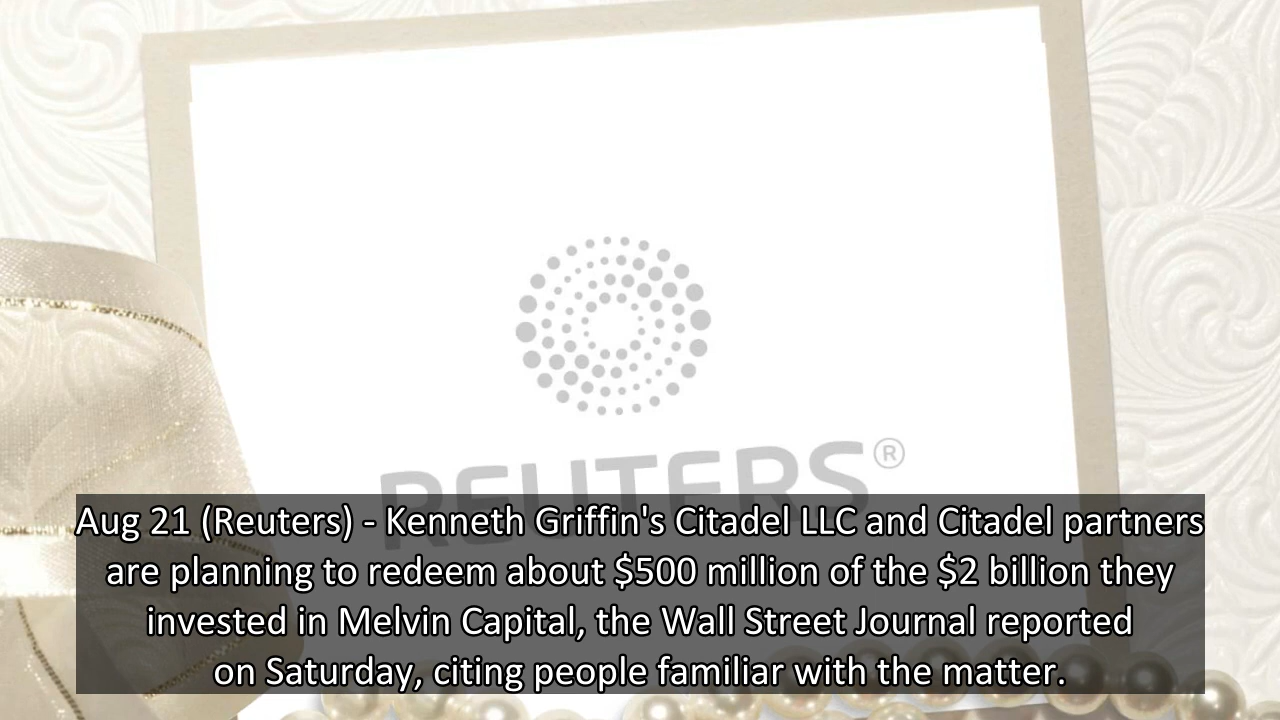 REUTERS®
Aug 21 (Reuters) - Kenneth Griffin's Citadel LLC and Citadel partners
are planning to redeem about $500 million of the $2 billion they
invested in Melvin Capital, the Wall Street Journal reported
on Saturday, citing people familiar with the matter.